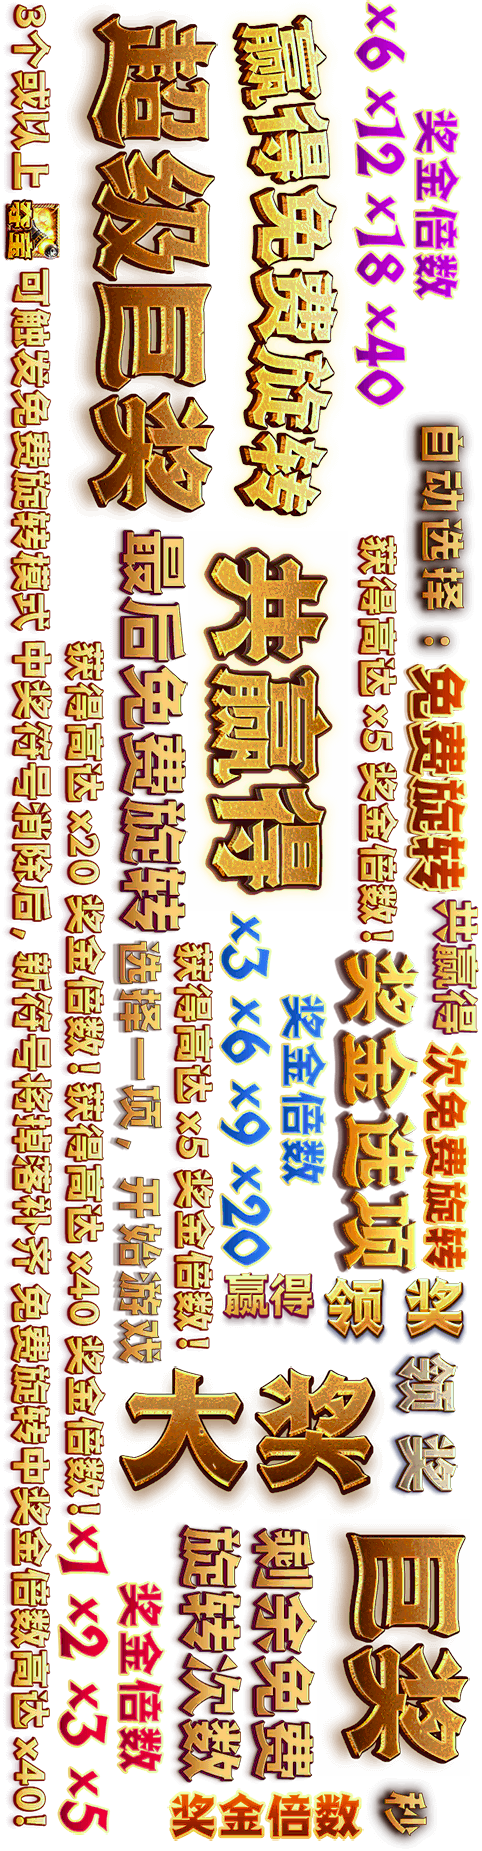 奖金倍数
x6 x12 x18 x40
赢得免费旋转
超级巨奖
3个或以上 夺宝 可触发免费旋转模式
中奖符号消除后，新符号将掉落补齐
免费旋转中奖金倍数高达 x40!
自动选择：免费旋转
获得高达 x5 奖金倍数!
共赢得
最后免费旋转
获得高达 x20 奖金倍数!
获得高达 x40 奖金倍数!
共赢得
次免费旋转
奖金选项
奖金倍数
x3 x6 x9 x20
获得高达 x5 奖金倍数!
选择一项，开始游戏
领奖
领奖
大奖
巨奖
剩余免费
旋转次数
奖金倍数
x1 x2 x3 x5
奖金倍数
秒